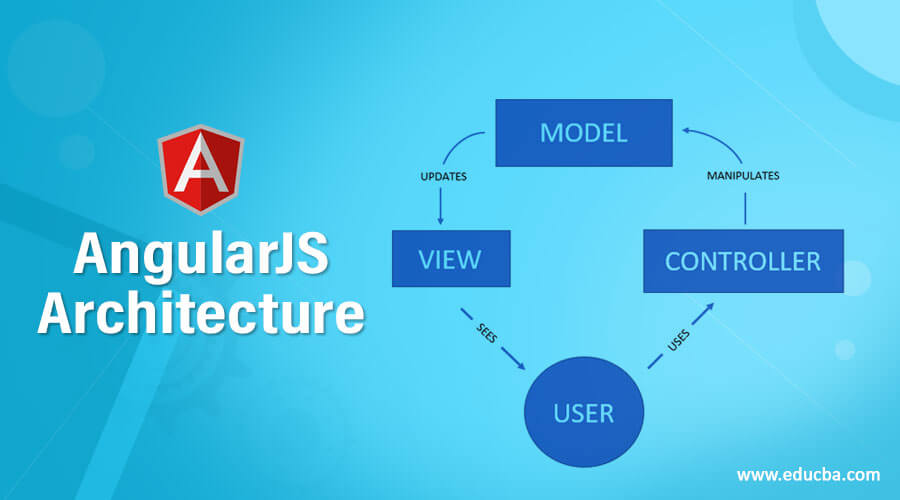 A
AngularJS
Architecture
MODEL
UPDATES
MANIPULATES
VIEW
CONTROLLER
SEES
USES
USER
www.educba.com